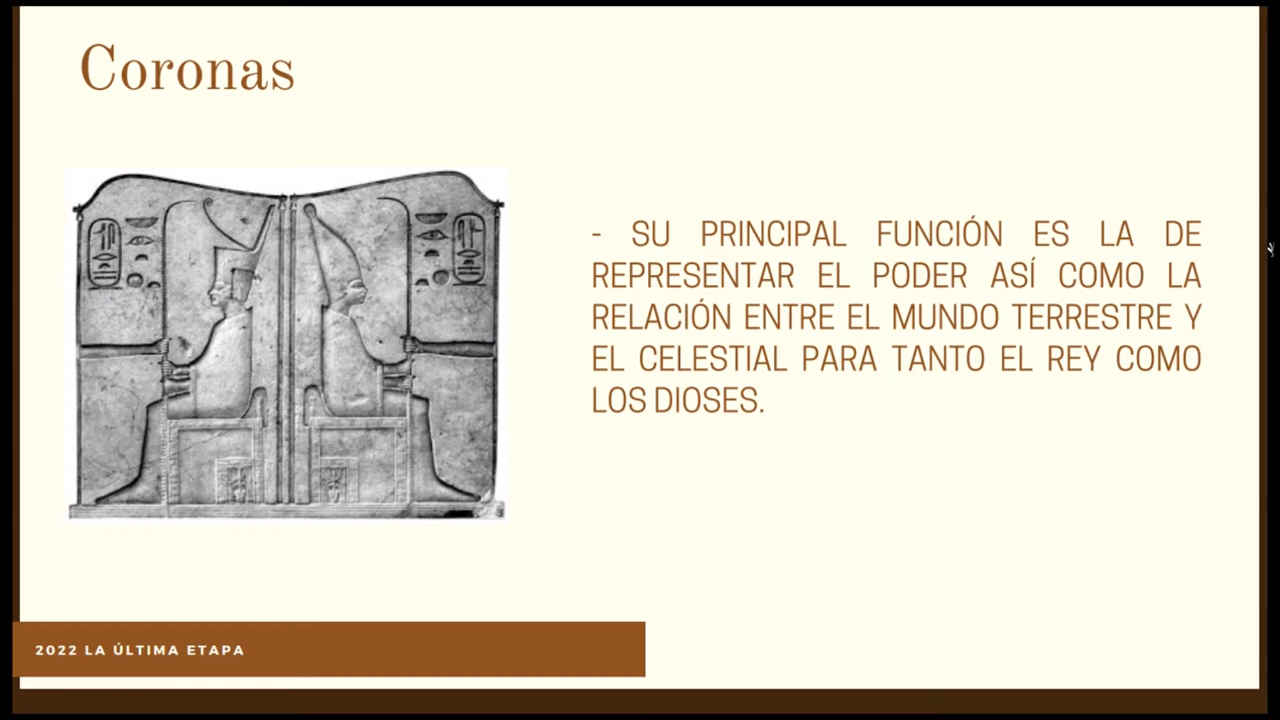 Coronas
- SU PRINCIPAL FUNCIÓN ES LA DE
REPRESENTAR EL PODER ASÍ COMO LA
RELACIÓN ENTRE EL MUNDO TERRESTRE Y
EL CELESTIAL PARA TANTO EL REY COMO
LOS DIOSES.
2022 LA ÚLTIMA ETAPA